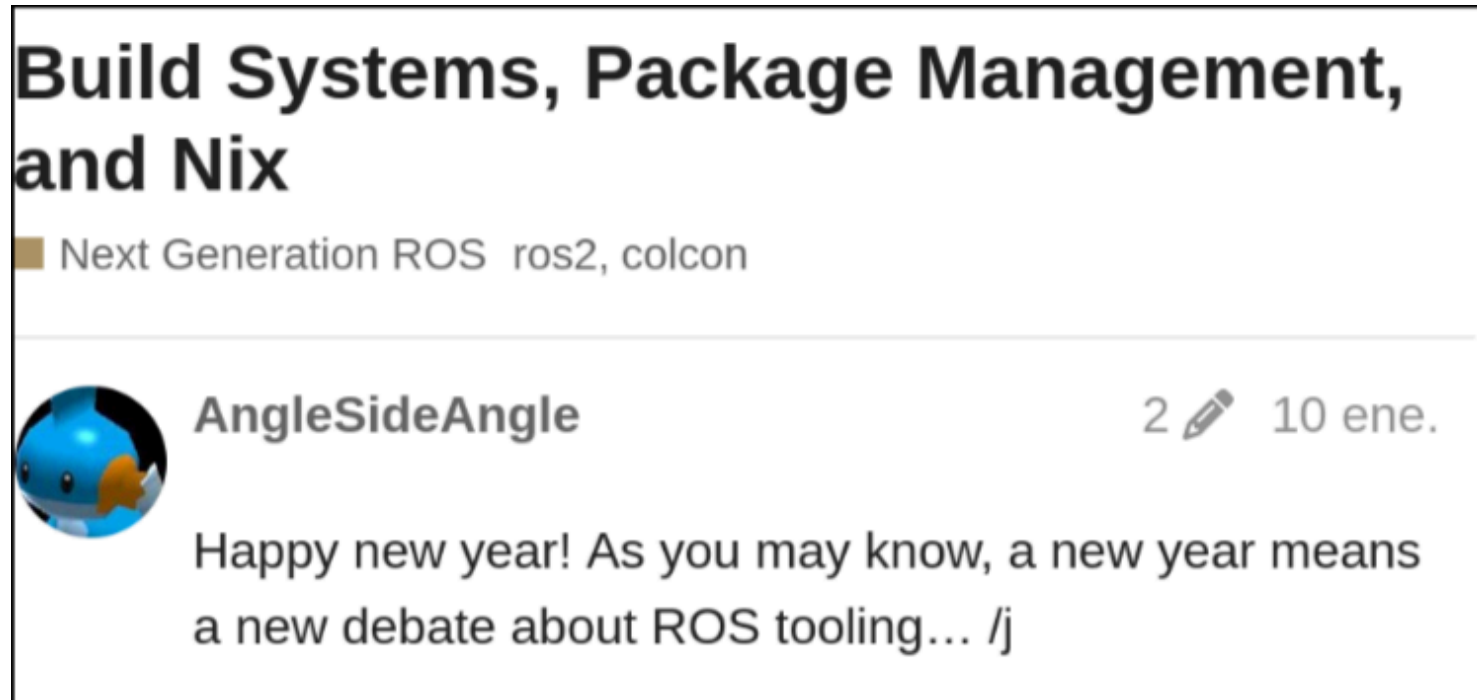 Build Systems, Package Management,
and Nix
Next Generation ROS ros2, colcon
AngleSideAngle 2 10 ene.
Happy new year! As you may know, a new year means
a new debate about ROS tooling… /j